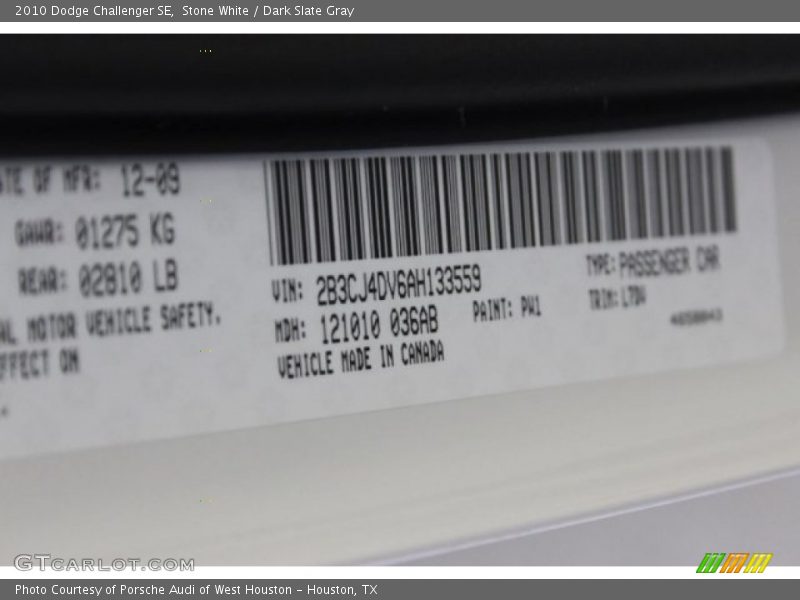 2010 Dodge Challenger SE, Stone White / Dark Slate Gray
ATE OF MFR: 12-09
GAWR: 01275 KG
REAR: 02810 LB
AL MOTOR VEHICLE SAFETY.
FFECT ON
VIN: 2B3CJ4DV6AH133559
MDH: 121010 036AB
PAINT: PW1
VEHICLE MADE IN CANADA
TYPE: PASSENGER CAR
TRIM:
GTCARLOT.COM
Photo Courtesy of Porsche Audi of West Houston – Houston, TX